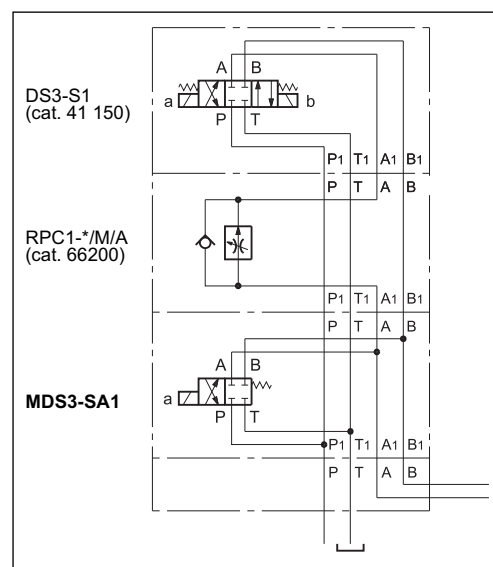 A B
DS3-S1
(cat. 41 150)
a b
P T
P1 T1 A1 B1
P T A B
RPC1-*/M/A
(cat. 66200)
P1 T1 A1 B1
P T A B
A B
MDS3-SA1
a
P T
P1 T1 A1 B1
P T A B